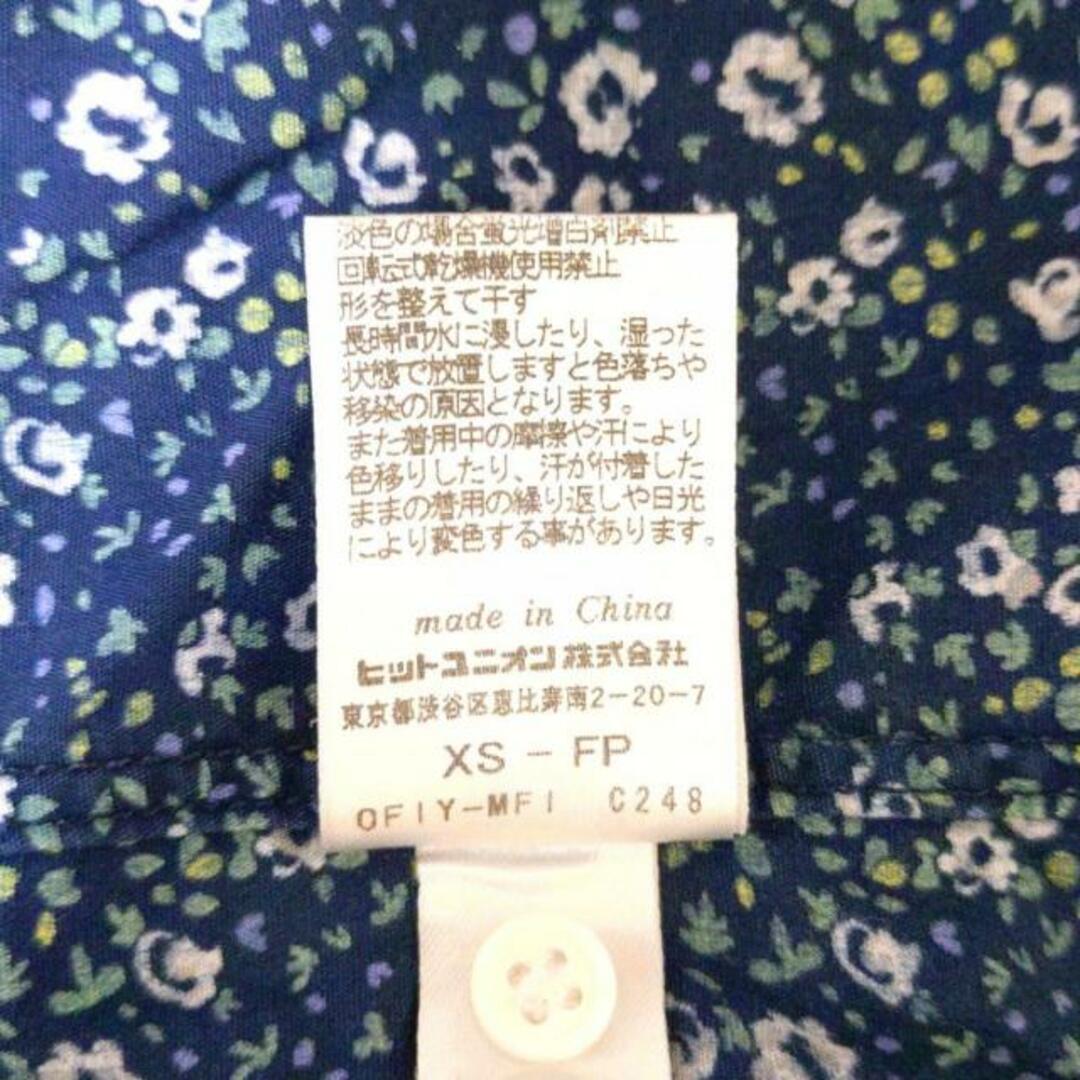 淡色の場合蛍光増白剤禁止
回転式乾燥機使用禁止
形を整えて干す
長時間水に浸したり、湿った
状態で放置しますと色落ちや
移染の原因となります。
また着用中の摩擦や汗により
色移りしたり、汗が付着した
ままの着用の繰り返しや日光
により変色する事があります。
made in China
ヒットユニオン株式会社
東京都渋谷区恵比寿南2-20-7
XS - FP
OFIY-MFI C248